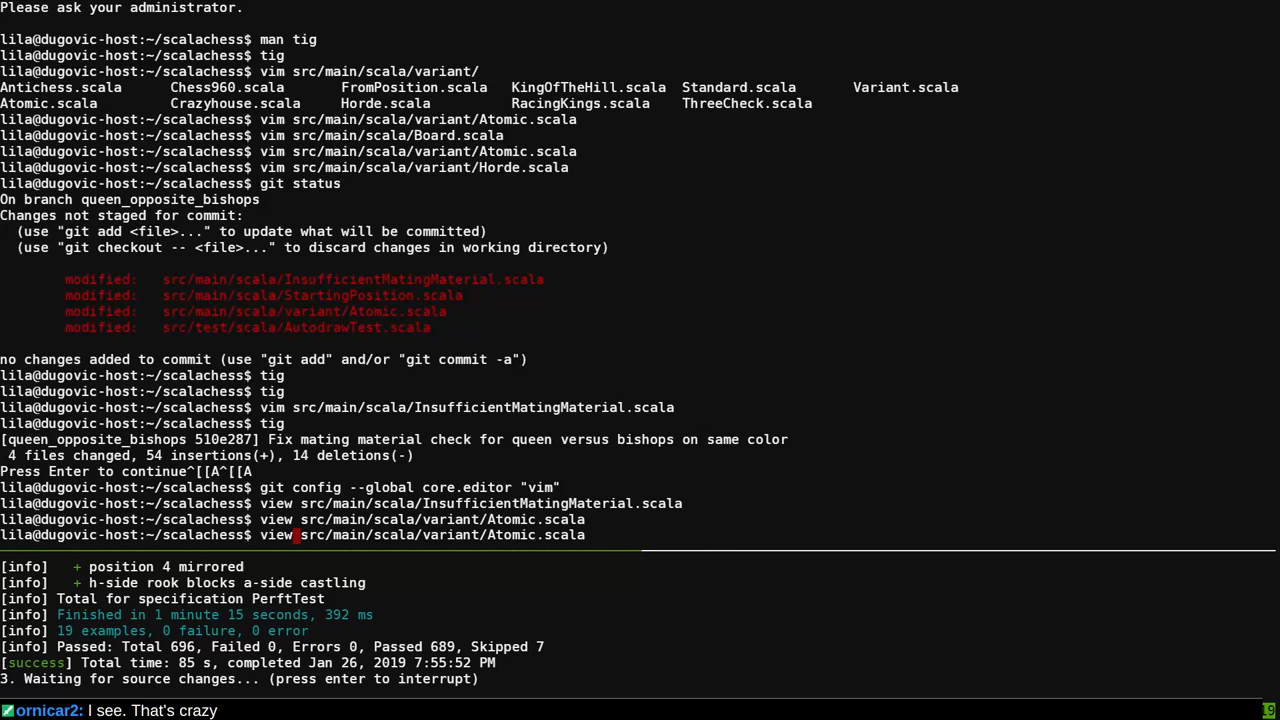 Please ask your administrator.
lila@dugovic-host:~/scalachess$ man tig
lila@dugovic-host:~/scalachess$ tig
lila@dugovic-host:~/scalachess$ vim src/main/scala/variant/
Antichess.scala      Chess960.scala       FromPosition.scala   KingOfTheHill.scala  Standard.scala       Variant.scala
Atomic.scala         Crazyhouse.scala     Horde.scala          RacingKings.scala    ThreeCheck.scala
lila@dugovic-host:~/scalachess$ vim src/main/scala/variant/Atomic.scala
lila@dugovic-host:~/scalachess$ vim src/main/scala/Board.scala
lila@dugovic-host:~/scalachess$ vim src/main/scala/variant/Atomic.scala
lila@dugovic-host:~/scalachess$ vim src/main/scala/variant/Horde.scala
lila@dugovic-host:~/scalachess$ git status
On branch queen_opposite_bishops
Changes not staged for commit:
  (use "git add <file>..." to update what will be committed)
  (use "git checkout -- <file>..." to discard changes in working directory)
        modified:   src/main/scala/InsufficientMatingMaterial.scala
        modified:   src/main/scala/StartingPosition.scala
        modified:   src/main/scala/variant/Atomic.scala
        modified:   src/test/scala/AutodrawTest.scala
no changes added to commit (use "git add" and/or "git commit -a")
lila@dugovic-host:~/scalachess$ tig
lila@dugovic-host:~/scalachess$ tig
lila@dugovic-host:~/scalachess$ vim src/main/scala/InsufficientMatingMaterial.scala
lila@dugovic-host:~/scalachess$ tig
[queen_opposite_bishops 510e287] Fix mating material check for queen versus bishops on same color
 4 files changed, 54 insertions(+), 14 deletions(-)
Press Enter to continue^[[A^[[A
lila@dugovic-host:~/scalachess$ git config --global core.editor "vim"
lila@dugovic-host:~/scalachess$ view src/main/scala/InsufficientMatingMaterial.scala
lila@dugovic-host:~/scalachess$ view src/main/scala/variant/Atomic.scala
lila@dugovic-host:~/scalachess$ view src/main/scala/variant/Atomic.scala
[info]   + position 4 mirrored
[info]   + h-side rook blocks a-side castling
[info] Total for specification PerftTest
[info] Finished in 1 minute 15 seconds, 392 ms
[info] 19 examples, 0 failure, 0 error
[info] Passed: Total 696, Failed 0, Errors 0, Passed 689, Skipped 7
[success] Total time: 85 s, completed Jan 26, 2019 7:55:52 PM
3. Waiting for source changes... (press enter to interrupt)
ornicar2: I see. That's crazy
19